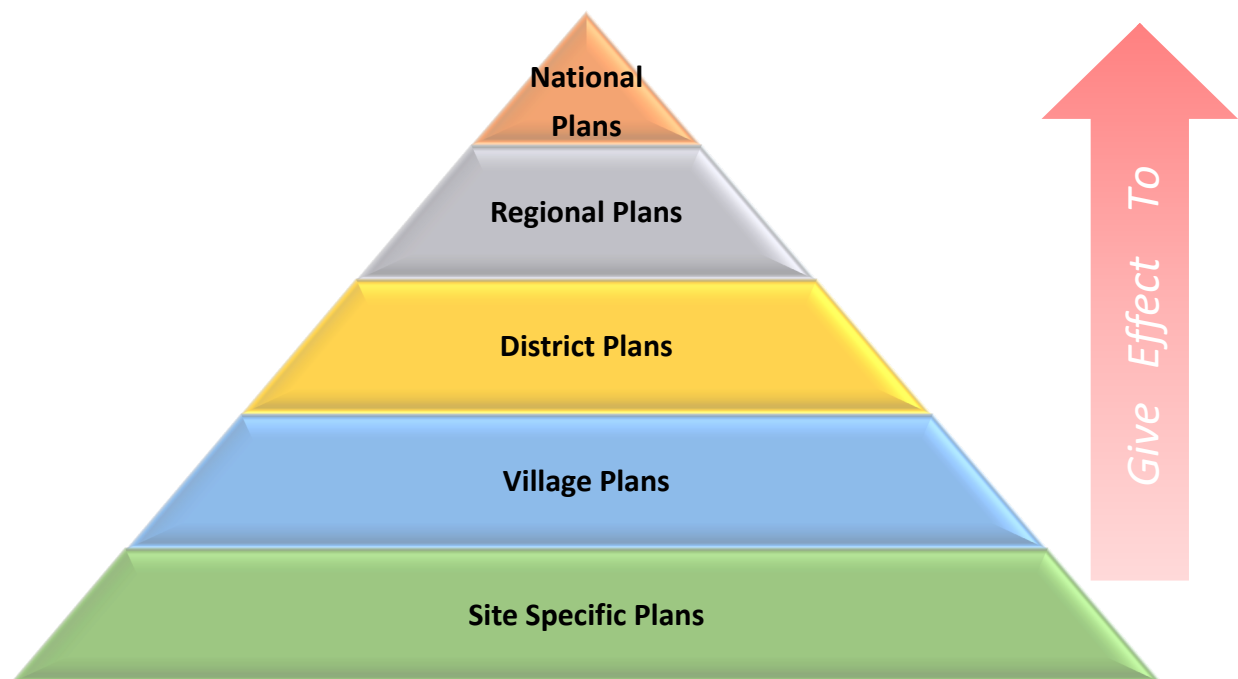 National
Plans
Regional Plans
District Plans
Village Plans
Site Specific Plans
Give Effect To